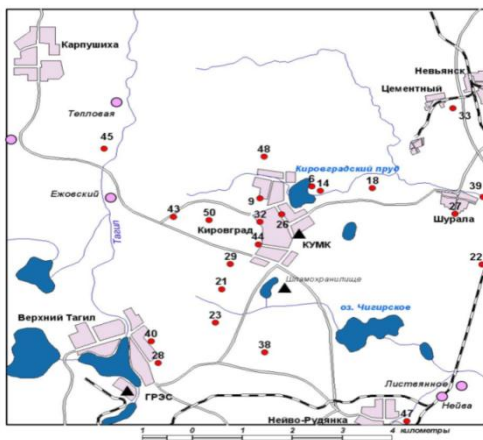 Карпушиха
Невьянск
Цементный
33
Тепловая
45
48
Кировградский пруд
6
14
18
39
Ежовский
9
43
50
32
26
27
Шурала
Кировград
КУМК
44
Тагил
29
22
21
Шламохранилище
23
оз. Чигирское
Верхний Тагил
40
38
28
Листвянное
ГРЭС
Нейва
Нейво-Рудянка
47
1 0 1 2 3 4 километры